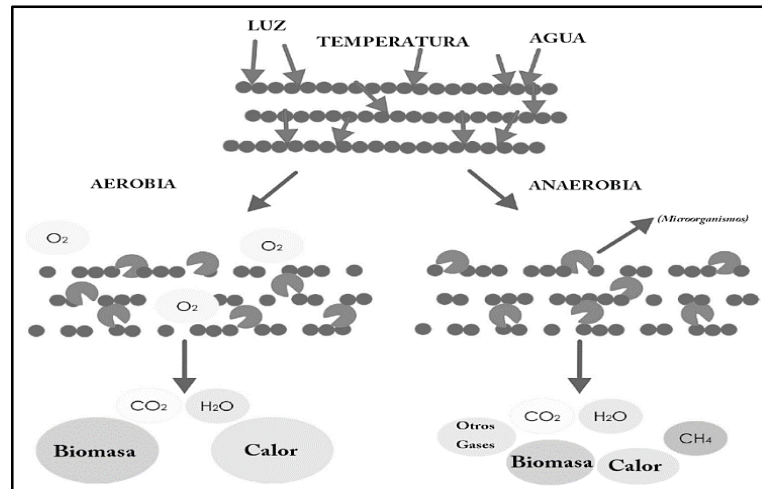 LUZ
TEMPERATURA
AGUA
AEROBIA
ANAEROBIA
(Microorganismos)
O2
O2
O2
CO2
H2O
Biomasa
Calor
CO2
H2O
Otros
Gases
CH4
Biomasa
Calor